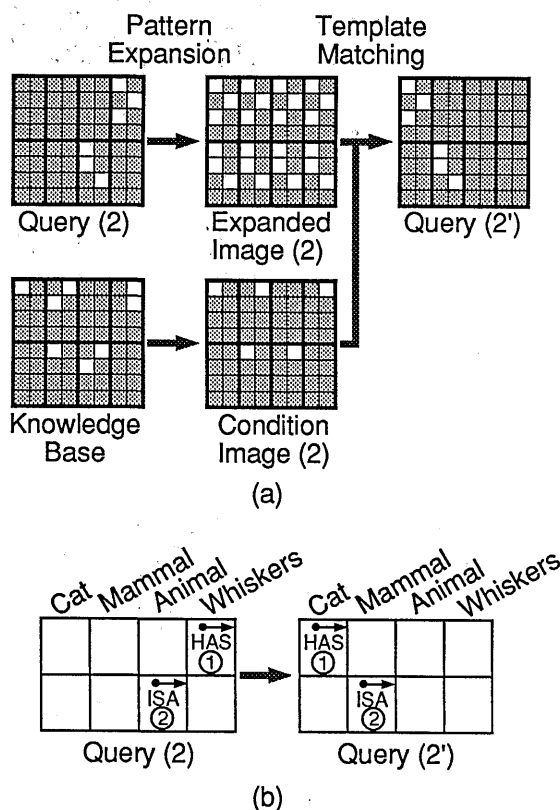 Pattern Expansion
Template Matching
Query (2)
Expanded Image (2)
Query (2')
Knowledge Base
Condition Image (2)
(a)
Cat Mammal Animal Whiskers
Cat Mammal Animal Whiskers
HAS
1
ISA
2
HAS
1
ISA
2
Query (2)
Query (2')
(b)